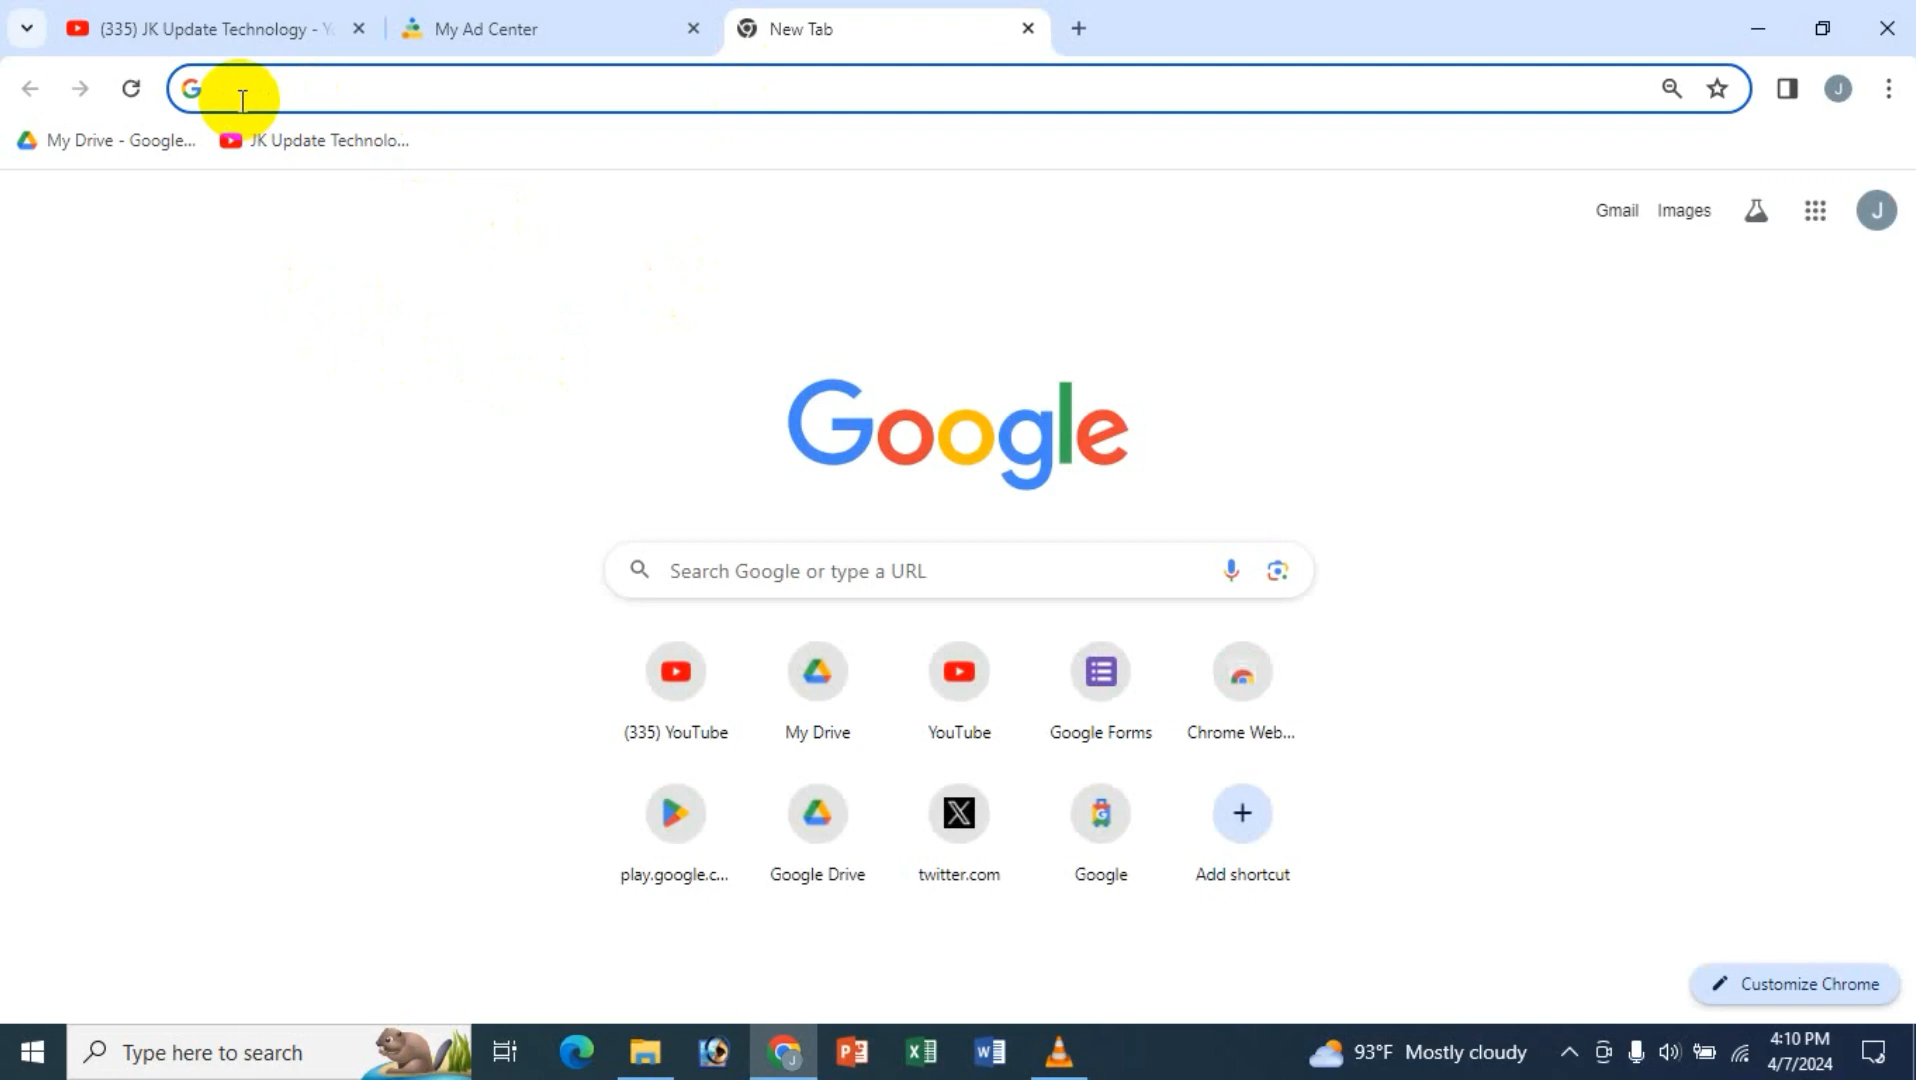 (335) JK Update Technology - Y
My Ad Center
New Tab
My Drive - Google...
JK Update Technolo...
Gmail
Images
J
Google
Search Google or type a URL
(335) YouTube
My Drive
YouTube
Google Forms
Chrome Web...
play.google.c...
Google Drive
twitter.com
Google
Add shortcut
Customize Chrome
Type here to search
93°F Mostly cloudy
4:10 PM
4/7/2024